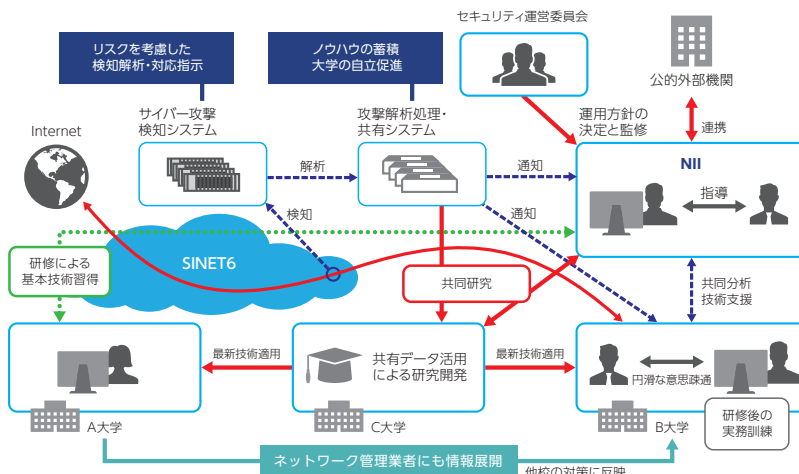 セキュリティ運営委員会
リスクを考慮した
検知解析・対応指示
ノウハウの蓄積
大学の自立促進
公的外部機関
サイバー攻撃
検知システム
攻撃解析処理・
共有システム
運用方針の
決定と監修
連携
Internet
NII
解析
通知
指導
検知
通知
研修による
基本技術習得
SINET6
共同研究
共同分析
技術支援
最新技術適用
共有データ活用
による研究開発
最新技術適用
円滑な意思疎通
A大学
C大学
B大学
研修後の
実務訓練
ネットワーク管理業者にも情報展開
他校の対策に反映